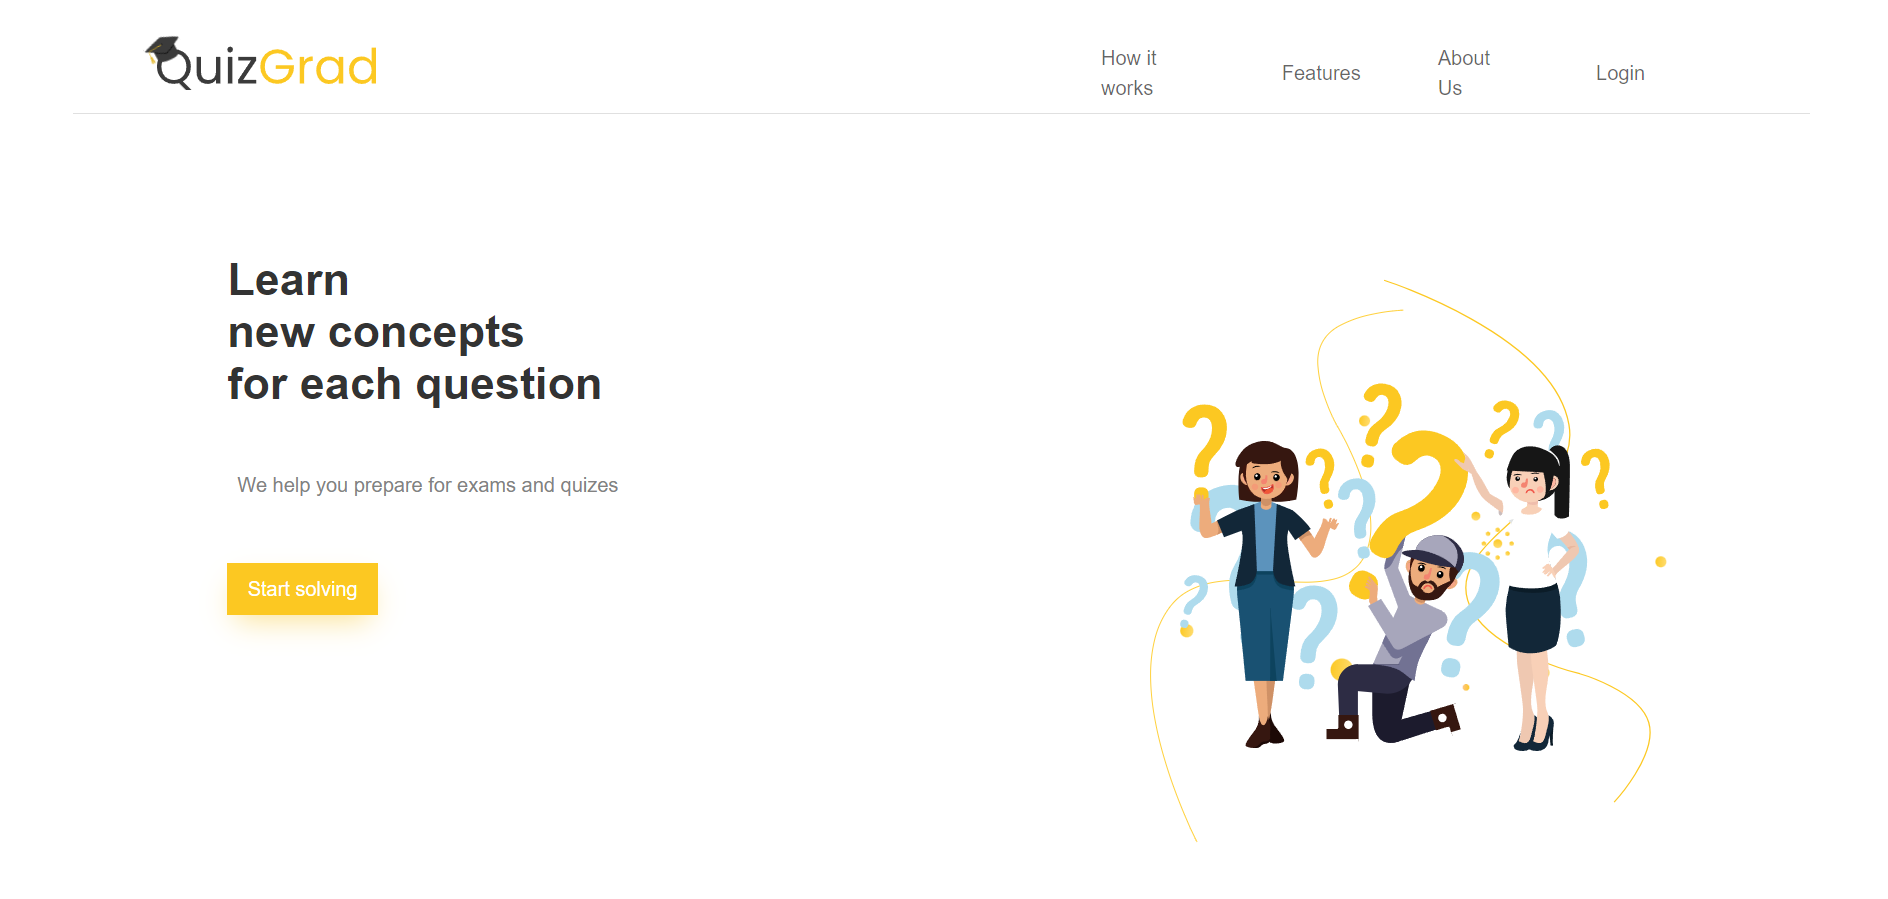 QuizGrad
How it
works
Features
About
Us
Login
Learn
new concepts
for each question
We help you prepare for exams and quizes
Start solving